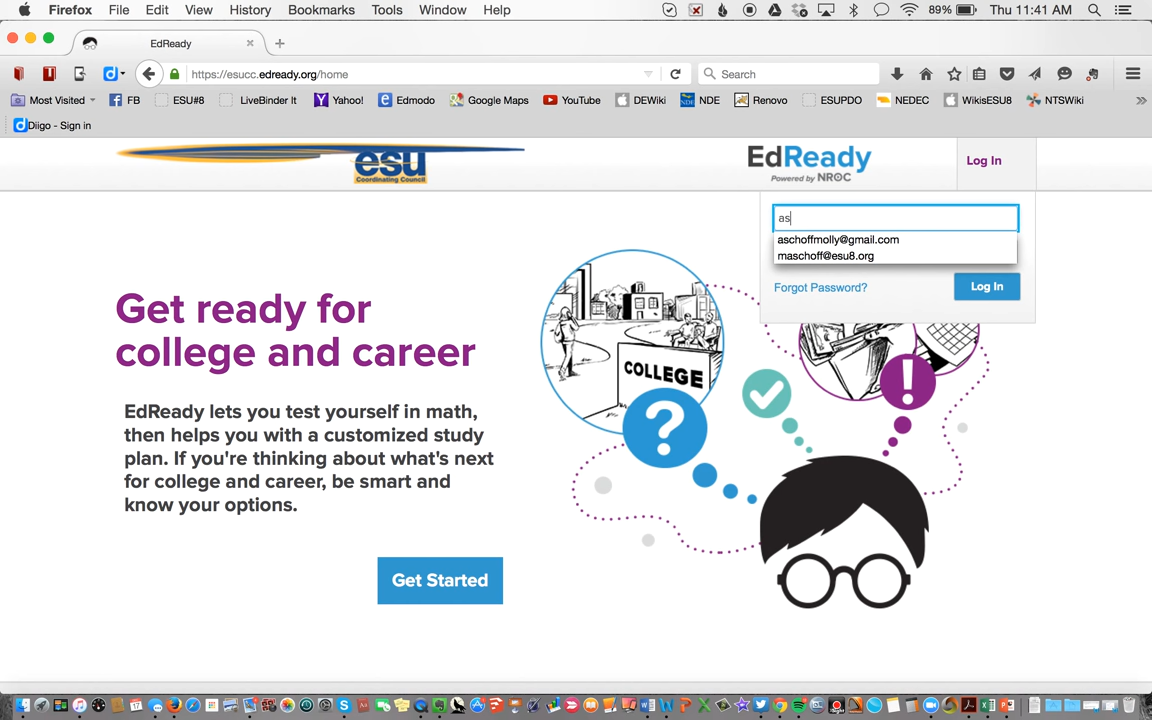 Firefox File Edit View History Bookmarks Tools Window Help 89% Thu 11:41 AM
EdReady
https://esucc.edready.org/home Search
Most Visited FB ESU#8 LiveBinder It Yahoo! Edmodo Google Maps YouTube DEWiki NDE Renovo ESUPDO NEDEC WikisESU8 NTSWiki
Diigo - Sign in
esu
Coordinating Council
EdReady
Powered by NROC
Log In
as
aschoffmolly@gmail.com
maschoff@esu8.org
Forgot Password? Log In
Get ready for
college and career
COLLEGE
EdReady lets you test yourself in math,
then helps you with a customized study
plan. If you're thinking about what's next
for college and career, be smart and
know your options.
Get Started